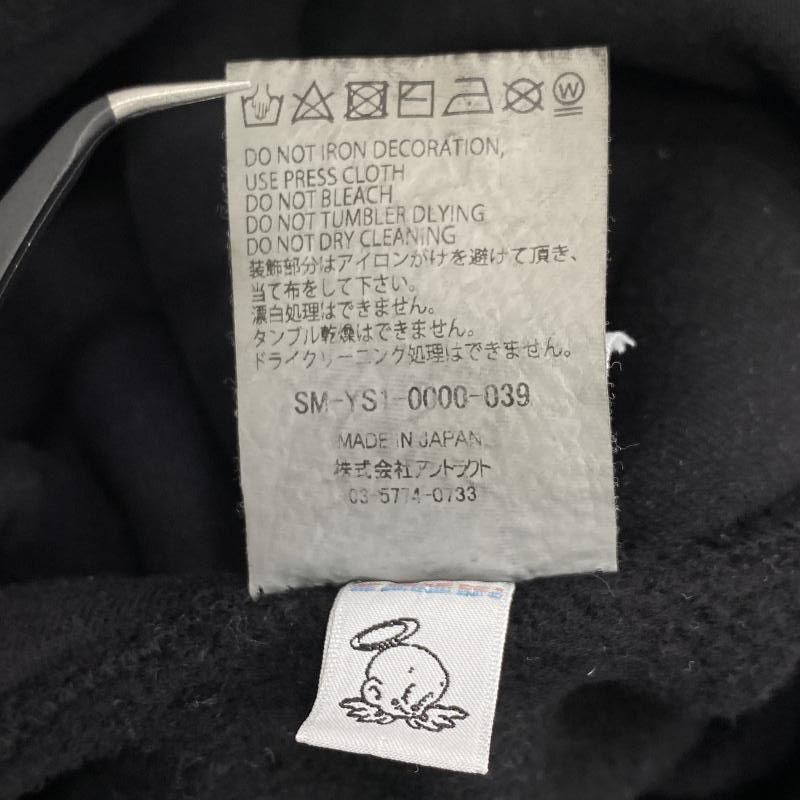 W
DO NOT IRON DECORATION,
USE PRESS CLOTH
DO NOT BLEACH
DO NOT TUMBLER DLYING
DO NOT DRY CLEANING
装飾部分はアイロンがけを避けて頂き、
当て布をして下さい。
漂白処理はできません。
タンブル乾燥はできません。
ドライクリーニング処理はできません。
SM-YS1-0000-039
MADE IN JAPAN
株式会社アントラクト
03-5774-0733